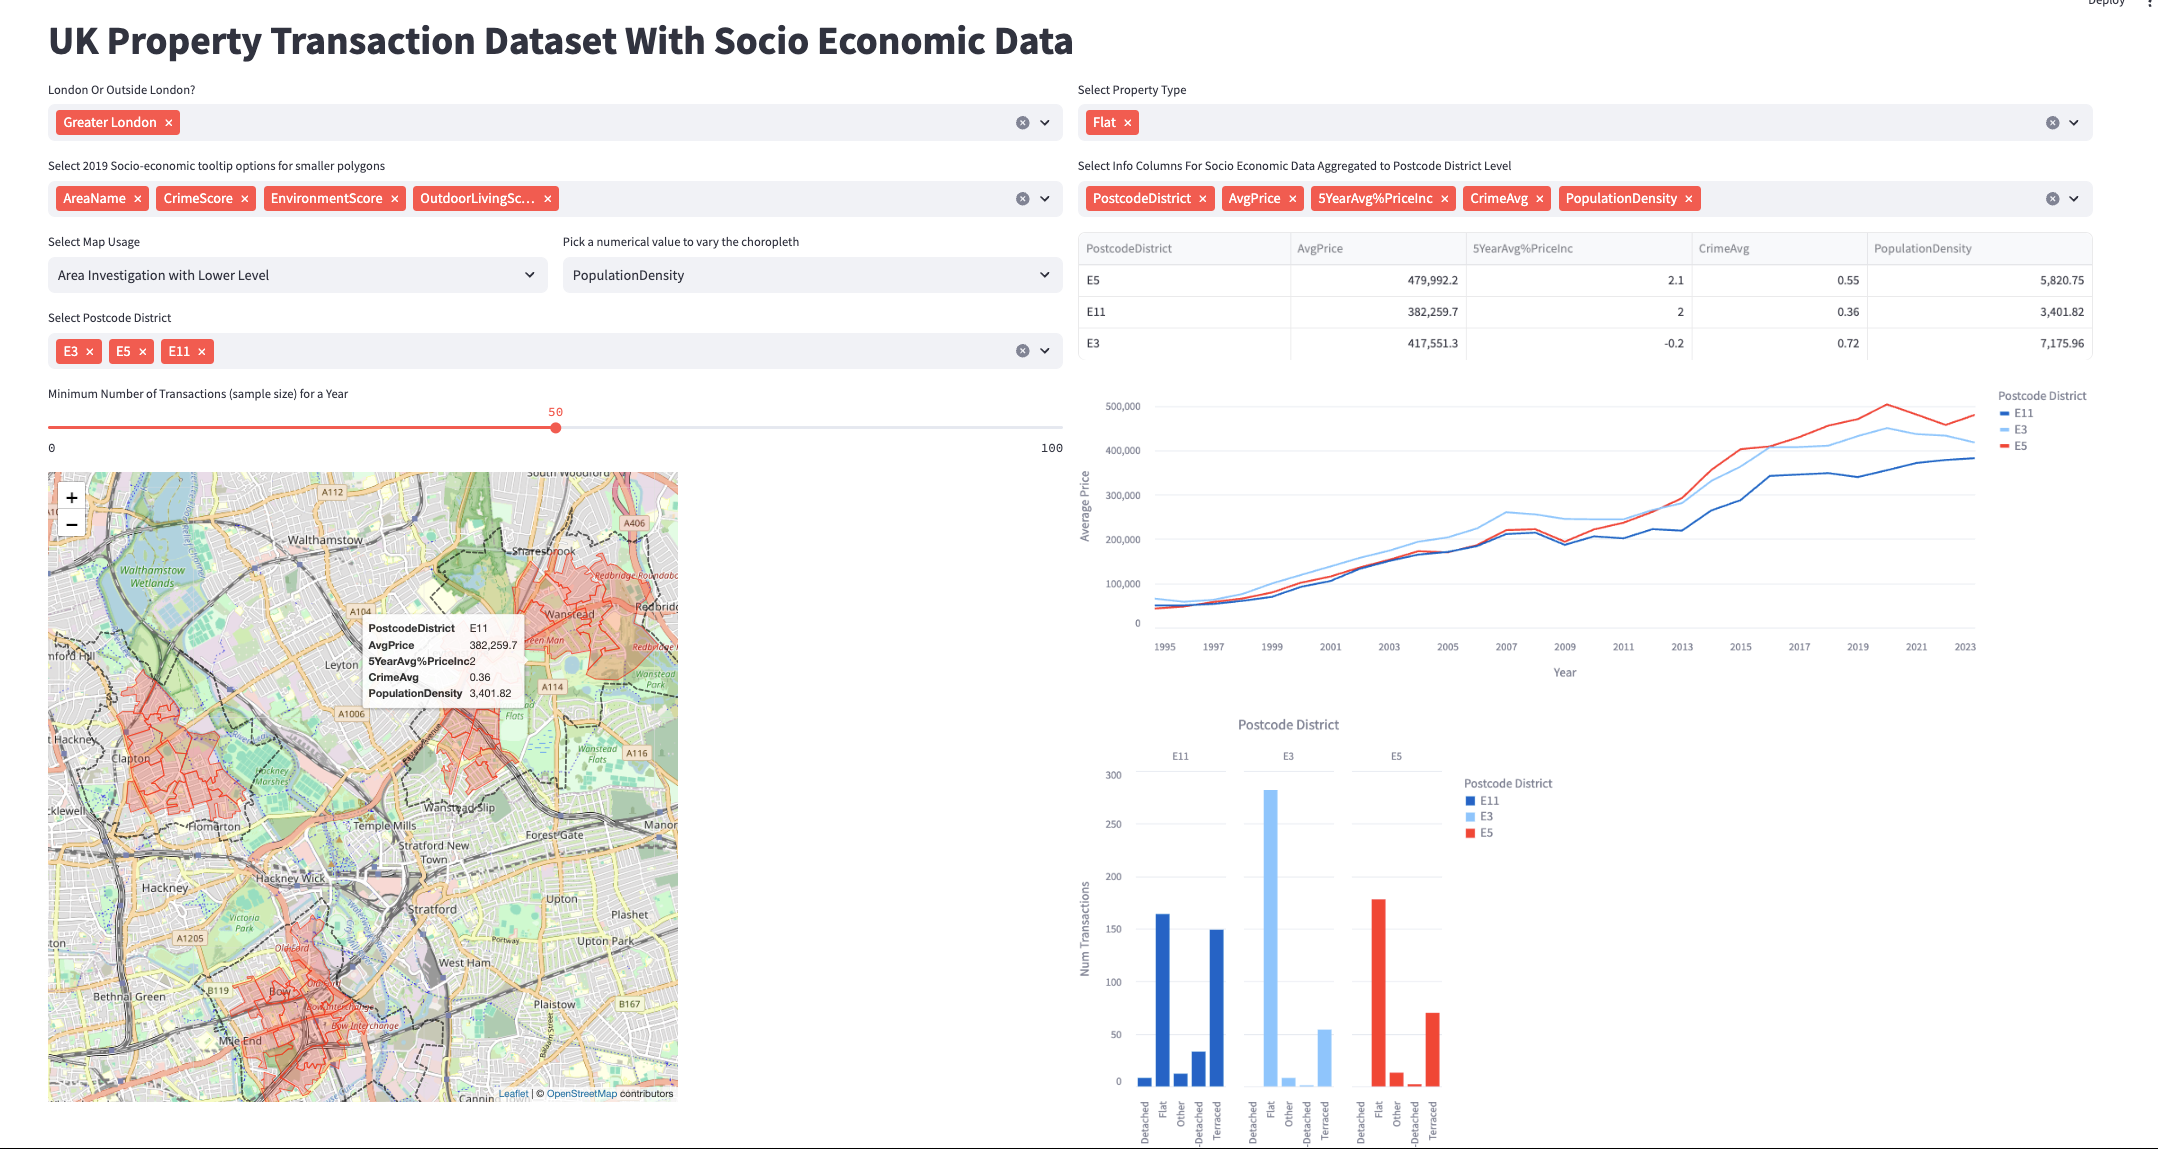 Deploy
UK Property Transaction Dataset With Socio Economic Data
London Or Outside London?
Greater London ×
Select Property Type
Flat ×
Select 2019 Socio-economic tooltip options for smaller polygons
AreaName × CrimeScore × EnvironmentScore × OutdoorLivingSc... ×
Select Info Columns For Socio Economic Data Aggregated to Postcode District Level
PostcodeDistrict × AvgPrice × 5YearAvg%PriceInc × CrimeAvg × PopulationDensity ×
Select Map Usage
Area Investigation with Lower Level
Pick a numerical value to vary the choropleth
PopulationDensity
Select Postcode District
E3 × E5 × E11 ×
Minimum Number of Transactions (sample size) for a Year
50
0 100
PostcodeDistrict AvgPrice 5YearAvg%PriceInc CrimeAvg PopulationDensity
E5 479,992.2 2.1 0.55 5,820.75
E11 382,259.7 2 0.36 3,401.82
E3 417,551.3 -0.2 0.72 7,175.96
+
−
South Woodford
A112
A406
Walthamstow
Snaresbrook
Walthamstow
Wetlands
Redbridge Roundabo
A104
Wanstead
Redbridg
Green Man
Redbridge R
Leyton
Wanstead
Park
PostcodeDistrict E11
AvgPrice 382,259.7
5YearAvg%PriceInc2
CrimeAvg 0.36
PopulationDensity 3,401.82
A114
A1006
Flats
t Hackney
Clapton
Hackney
Marshes
Wanstead
Flats
A116
cklewell
Wanstead Slip
Homerton
Temple Mills
Manor
Forest Gate
Stratford New
Town
Hackney
Hackney Wick
Victoria
Park
Stratford
Upton
Plashet
A1205
Old Ford
Portway
Upton Park
ston
West Ham
Old Ford
Bethnal Green
B119
Bow
Bow Interchange
Bow Interchange
Plaistow
B167
Mile End
Cannin
Leaflet | © OpenStreetMap contributors
Average Price
500,000
400,000
300,000
200,000
100,000
0
1995 1997 1999 2001 2003 2005 2007 2009 2011 2013 2015 2017 2019 2021 2023
Year
Postcode District
E11
E3
E5
Postcode District
E11 E3 E5
Num Transactions
300
250
200
150
100
50
0
Detached Flat Other -Detached Terraced
Detached Flat Other -Detached Terraced
Detached Flat Other -Detached Terraced
Postcode District
E11
E3
E5